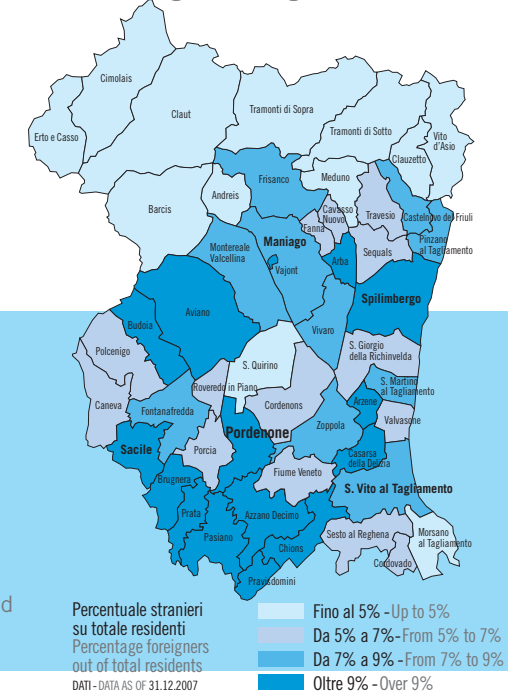 Cimolais
Claut
Tramonti di Sopra
Erto e Casso
Tramonti di Sotto
Vito
d'Asio
Clauzetto
Meduno
Frisanco
Andreis
Barcis
Cavasso
Nuovo
Travesio
Castelnovo del Friuli
Fanna
Maniago
Pinzano
al Tagliamento
Montereale
Valcellina
Sequals
Arba
Vajont
Spilimbergo
Aviano
Budoia
Vivaro
S. Giorgio
della Richinvelda
Polcenigo
S. Quirino
S. Martino
al Tagliamento
Roveredo in Piano
Arzene
Caneva
Fontanafredda
Cordenons
Valvasone
Zoppola
Pordenone
Sacile
Porcia
Casarsa
della Delizia
Fiume Veneto
Brugnera
S. Vito al Tagliamento
Prata
Azzano Decimo
Pasiano
Sesto al Reghena
Morsano
al Tagliamento
Chions
Cordovado
Pravisdomini
d
Percentuale stranieri
su totale residenti
Percentage foreigners
out of total residents
DATI - DATA AS OF 31.12.2007
Fino al 5% - Up to 5%
Da 5% a 7% - From 5% to 7%
Da 7% a 9% - From 7% to 9%
Oltre 9% - Over 9%